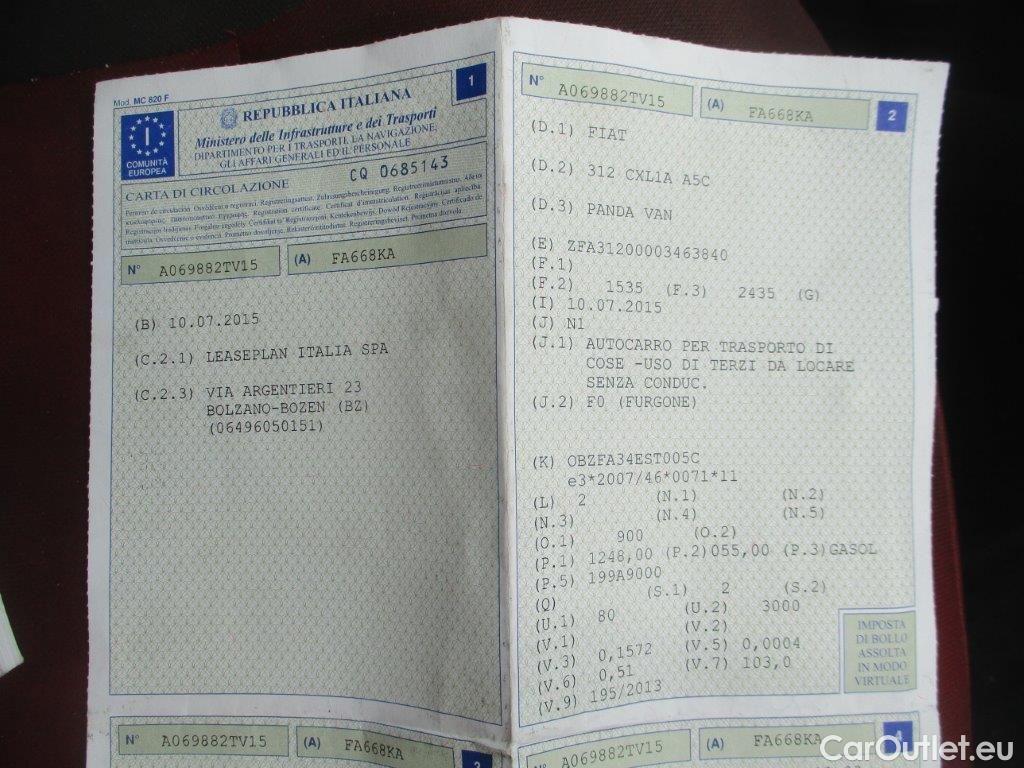 Mod. MC 820 F
1
I
COMUNITÀ
EUROPEA
REPUBBLICA ITALIANA
Ministero delle Infrastrutture e dei Trasporti
DIPARTIMENTO PER I TRASPORTI, LA NAVIGAZIONE,
GLI AFFARI GENERALI ED IL PERSONALE
CARTA DI CIRCOLAZIONE
CQ 0685143
N° A069882TV15 (A) FA668KA
(B) 10.07.2015
(C.2.1) LEASEPLAN ITALIA SPA
(C.2.3) VIA ARGENTIERI 23
BOLZANO-BOZEN (BZ)
(06496050151)
N° A069882TV15 (A) FA668KA
3
N° A069882TV15 (A) FA668KA 2
(D.1) FIAT
(D.2) 312 CXL1A A5C
(D.3) PANDA VAN
(E) ZFA31200003463840
(F.1)
(F.2) 1535 (F.3) 2435 (G)
(I) 10.07.2015
(J) N1
(J.1) AUTOCARRO PER TRASPORTO DI
COSE -USO DI TERZI DA LOCARE
SENZA CONDUC.
(J.2) F0 (FURGONE)
(K) OBZFA34EST005C
e3*2007/46*0071*11
(L) 2 (N.1) (N.2)
(N.3) (N.4) (N.5)
(O.1) 900 (O.2)
(P.1) 1248,00 (P.2)055,00 (P.3)GASOL
(P.5) 199A9000
(Q) (S.1) 2 (S.2)
(U.1) 80 (U.2) 3000
(V.1) (V.2)
(V.3) 0,1572 (V.5) 0,0004
(V.6) 0,51 (V.7) 103,0
(V.9) 195/2013
IMPOSTA
DI BOLLO
ASSOLTA
IN MODO
VIRTUALE
N° A069882TV15 (A) FA668KA 4
CarOutlet.eu